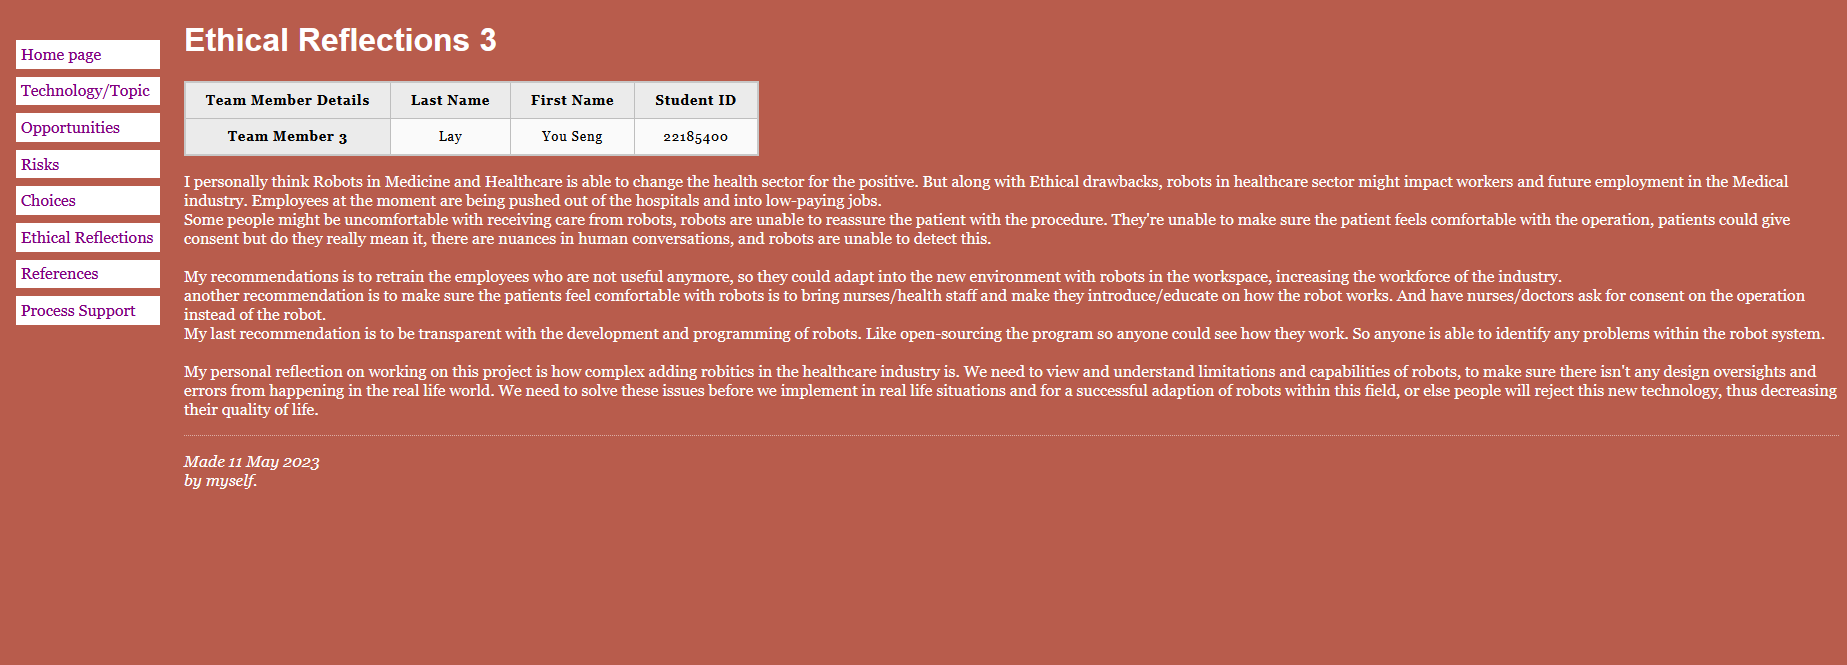 Home page
Technology/Topic
Opportunities
Risks
Choices
Ethical Reflections
References
Process Support
Ethical Reflections 3
Team Member Details Last Name First Name Student ID
Team Member 3 Lay You Seng 22185400
I personally think Robots in Medicine and Healthcare is able to change the health sector for the positive. But along with Ethical drawbacks, robots in healthcare sector might impact workers and future employment in the Medical
industry. Employees at the moment are being pushed out of the hospitals and into low-paying jobs.
Some people might be uncomfortable with receiving care from robots, robots are unable to reassure the patient with the procedure. They're unable to make sure the patient feels comfortable with the operation, patients could give
consent but do they really mean it, there are nuances in human conversations, and robots are unable to detect this.
My recommendations is to retrain the employees who are not useful anymore, so they could adapt into the new environment with robots in the workspace, increasing the workforce of the industry.
another recommendation is to make sure the patients feel comfortable with robots is to bring nurses/health staff and make they introduce/educate on how the robot works. And have nurses/doctors ask for consent on the operation
instead of the robot.
My last recommendation is to be transparent with the development and programming of robots. Like open-sourcing the program so anyone could see how they work. So anyone is able to identify any problems within the robot system.
My personal reflection on working on this project is how complex adding robitics in the healthcare industry is. We need to view and understand limitations and capabilities of robots, to make sure there isn't any design oversights and
errors from happening in the real life world. We need to solve these issues before we implement in real life situations and for a successful adaption of robots within this field, or else people will reject this new technology, thus decreasing
their quality of life.
Made 11 May 2023
by myself.